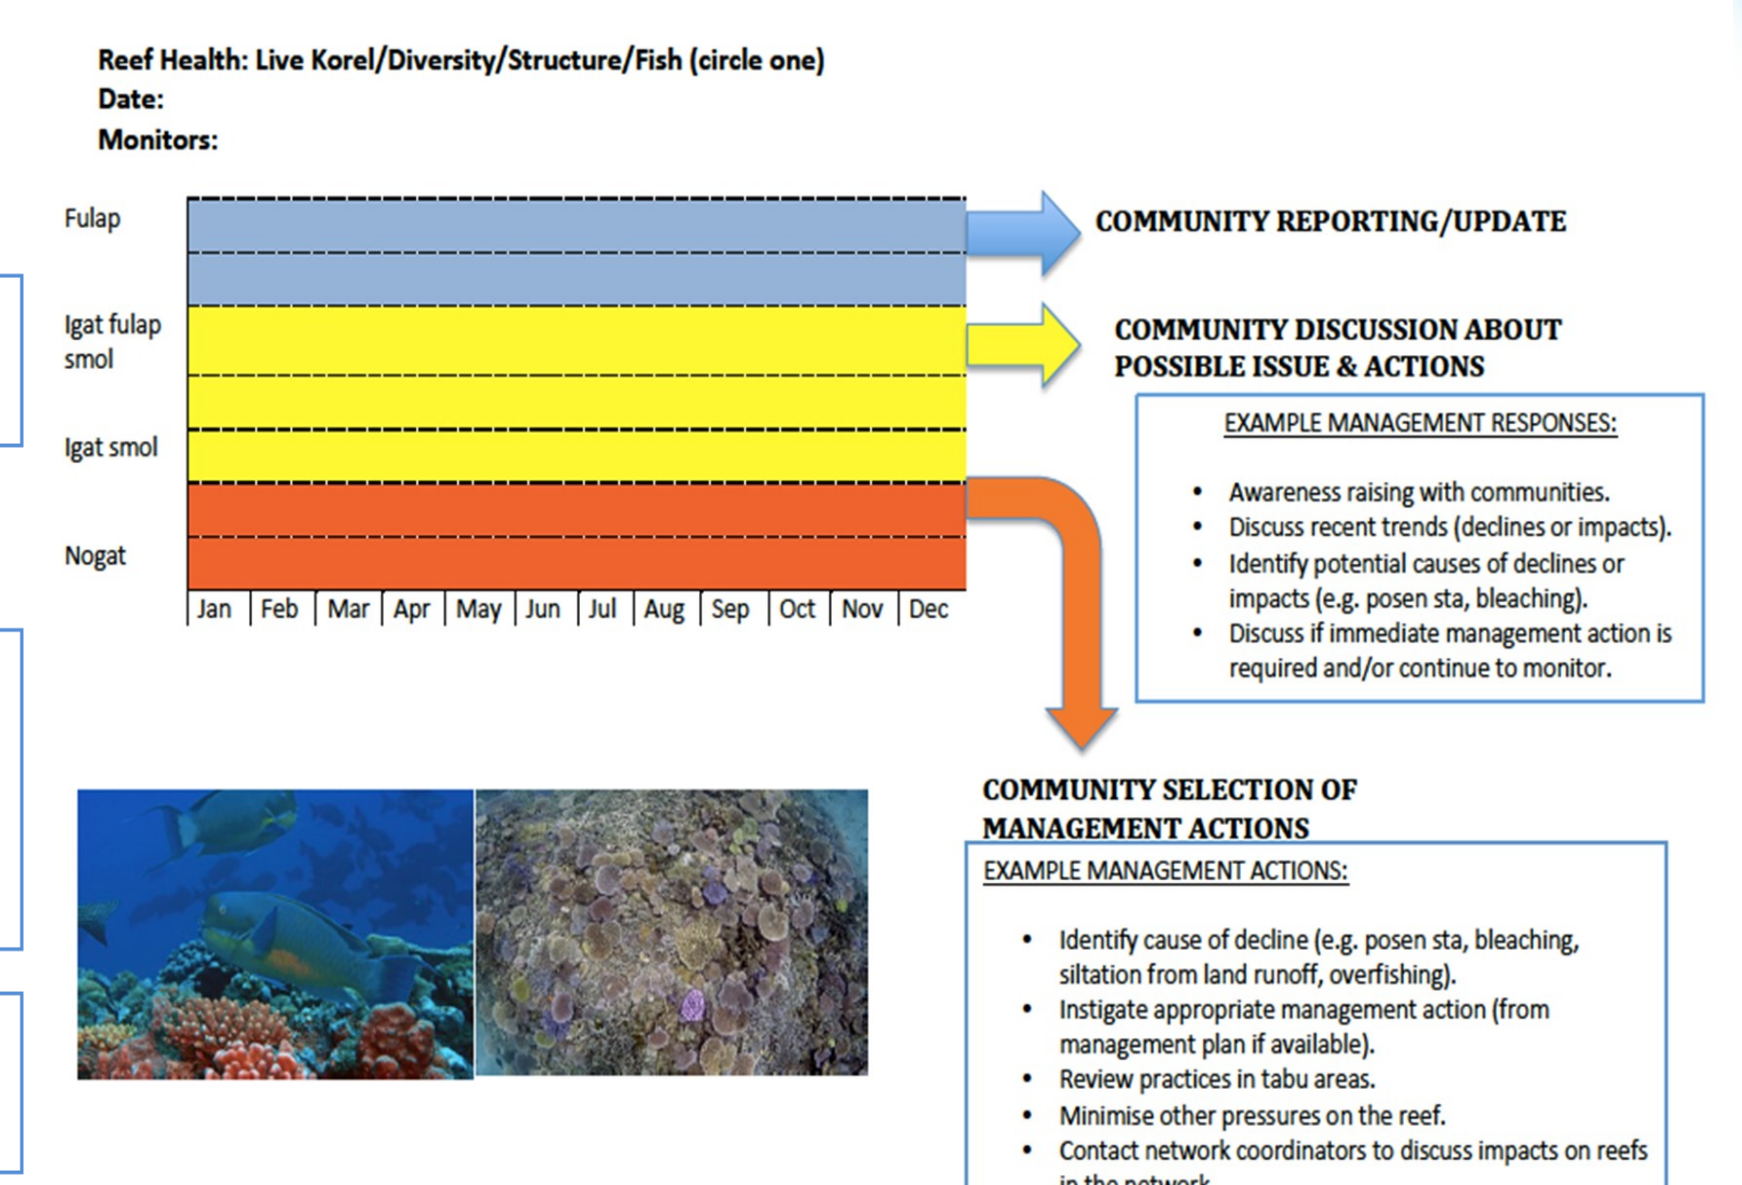 Reef Health: Live Korel/Diversity/Structure/Fish (circle one)
Date:
Monitors:
Fulap
Igat fulap
smol
Igat smol
Nogat
Jan Feb Mar Apr May Jun Jul Aug Sep Oct Nov Dec
COMMUNITY REPORTING/UPDATE
COMMUNITY DISCUSSION ABOUT
POSSIBLE ISSUE & ACTIONS
EXAMPLE MANAGEMENT RESPONSES:
• Awareness raising with communities.
• Discuss recent trends (declines or impacts).
• Identify potential causes of declines or
impacts (e.g. posen sta, bleaching).
• Discuss if immediate management action is
required and/or continue to monitor.
COMMUNITY SELECTION OF
MANAGEMENT ACTIONS
EXAMPLE MANAGEMENT ACTIONS:
• Identify cause of decline (e.g. posen sta, bleaching,
siltation from land runoff, overfishing).
• Instigate appropriate management action (from
management plan if available).
• Review practices in tabu areas.
• Minimise other pressures on the reef.
• Contact network coordinators to discuss impacts on reefs
in the network